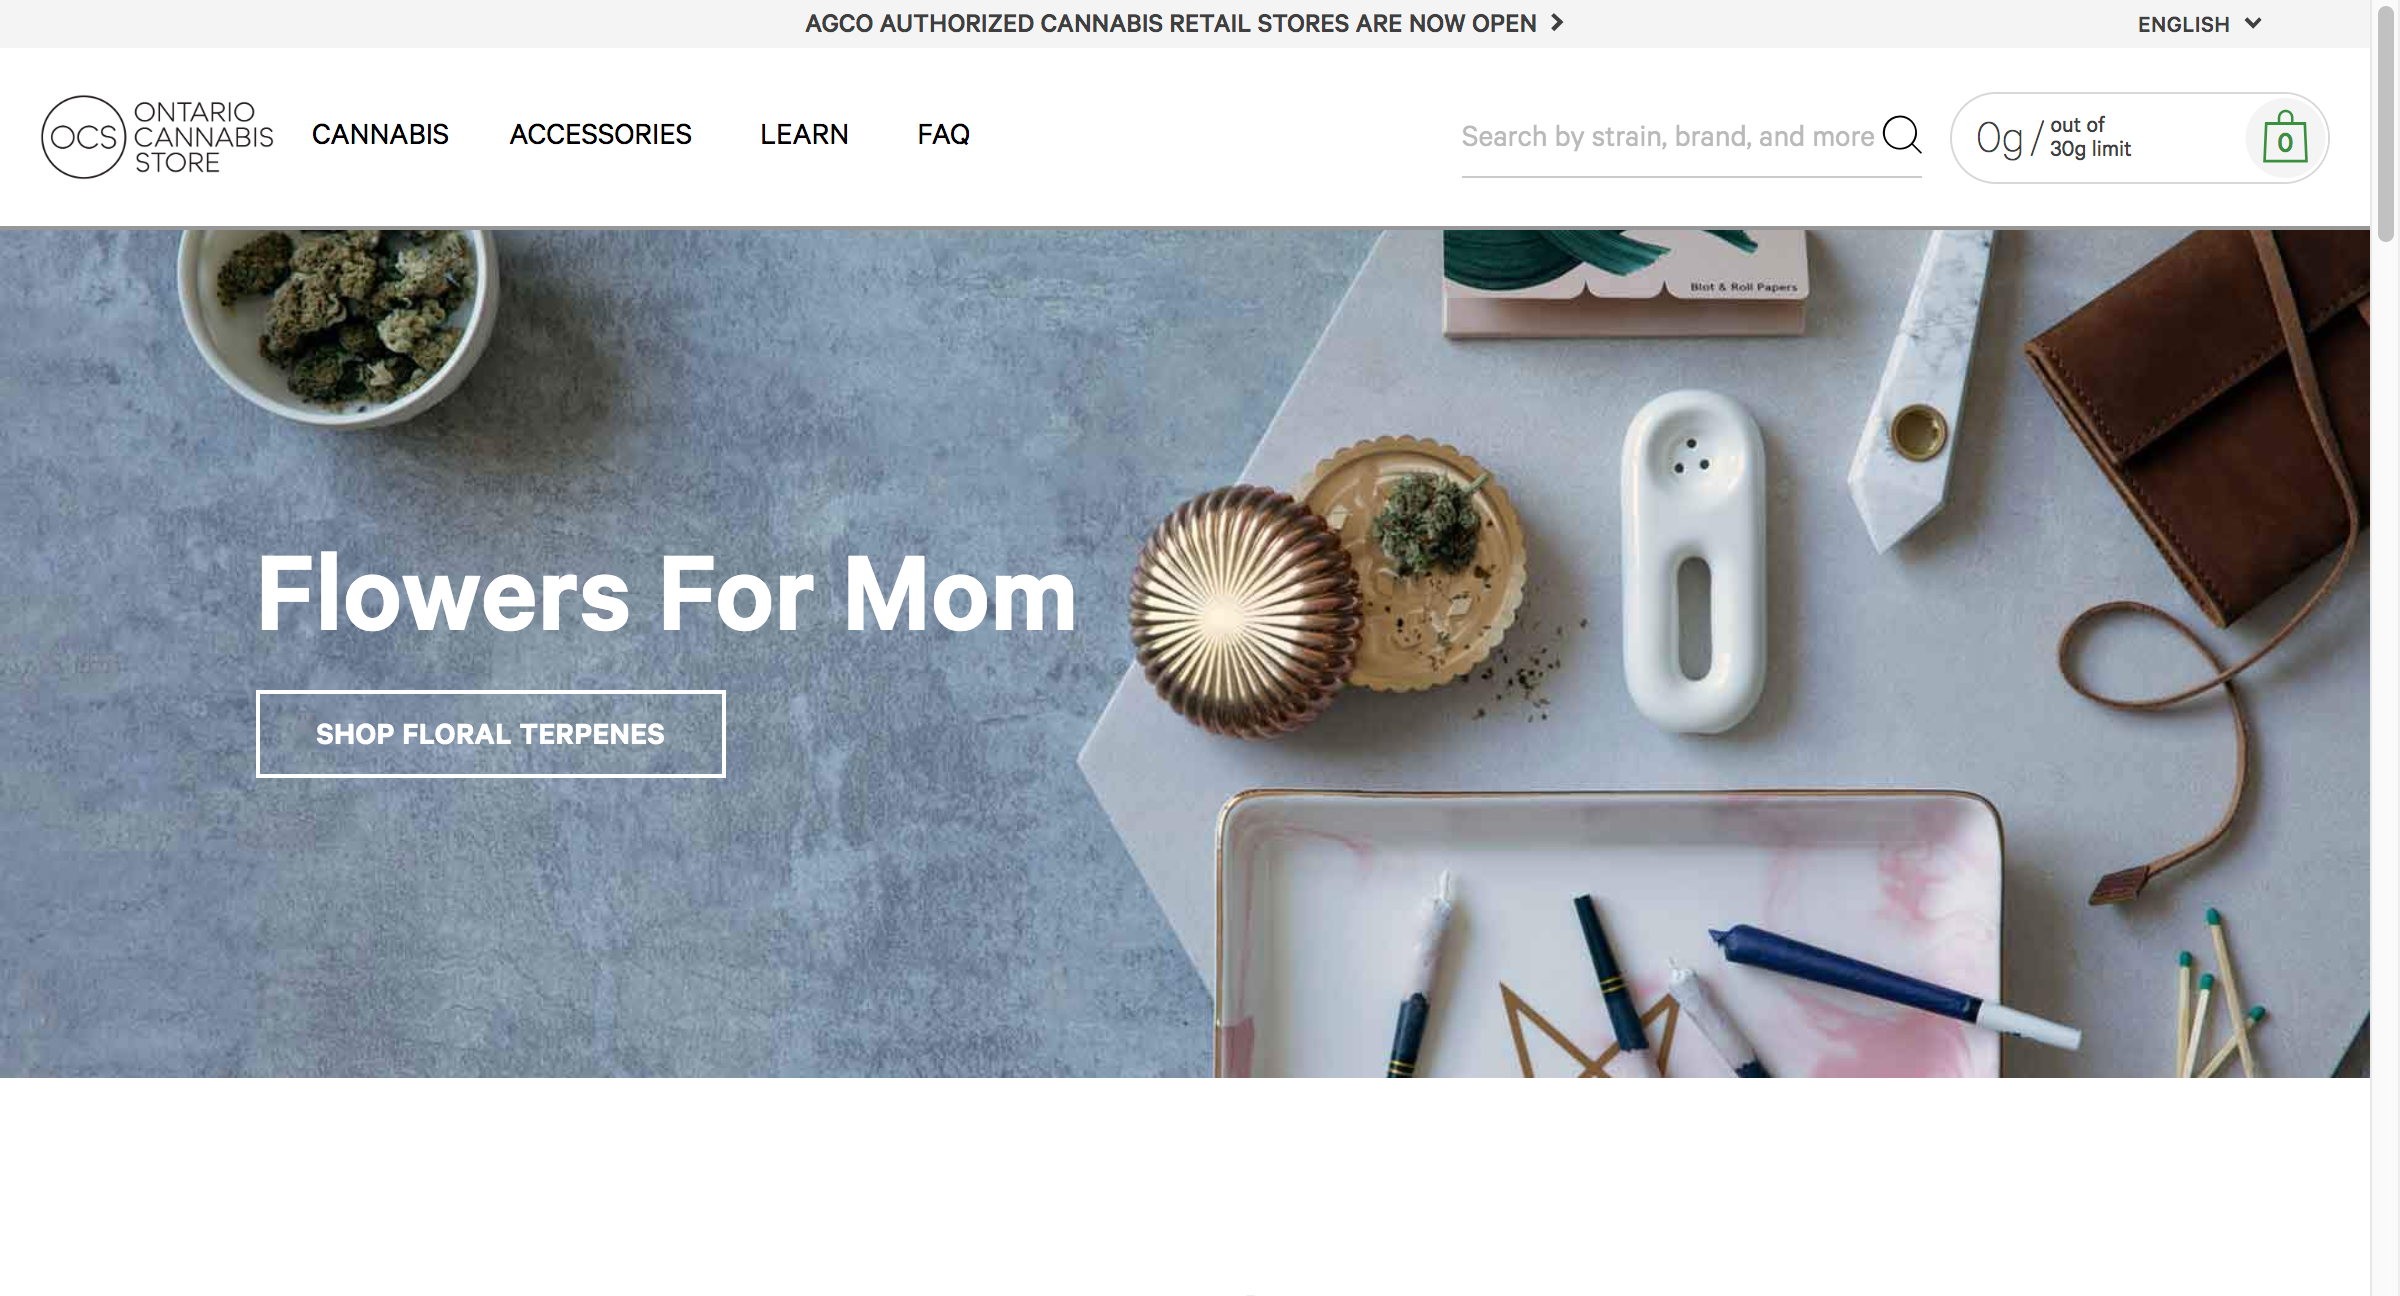 AGCO AUTHORIZED CANNABIS RETAIL STORES ARE NOW OPEN
ENGLISH
OCS
ONTARIO
CANNABIS
STORE
CANNABIS
ACCESSORIES
LEARN
FAQ
Search by strain, brand, and more
0g / out of
30g limit
0
Blot & Roll Papers
Flowers For Mom
SHOP FLORAL TERPENES